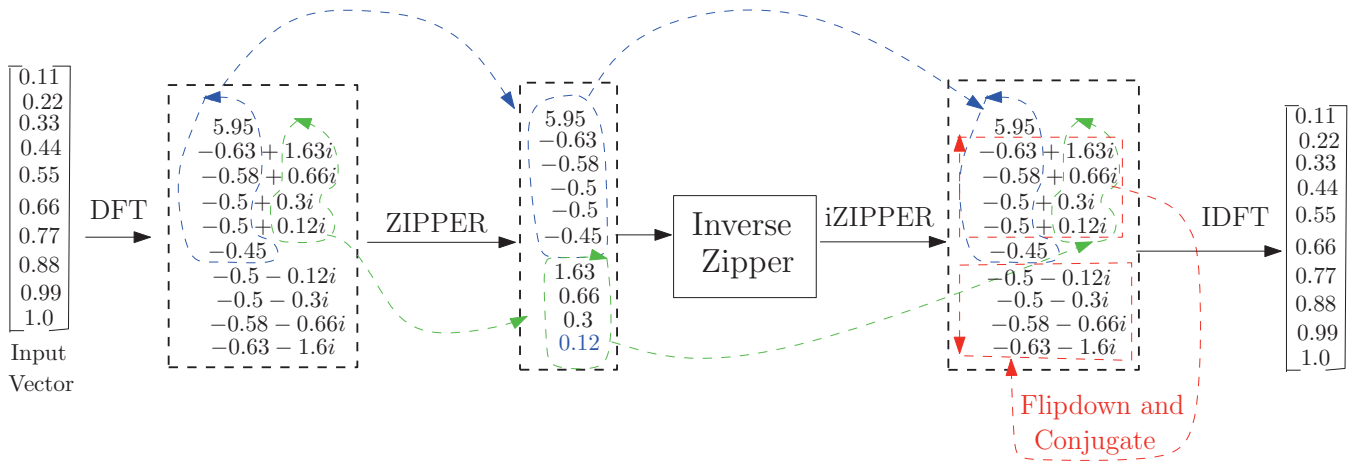 0.11
0.22
0.33
0.44
0.55
0.66
0.77
0.88
0.99
1.0
Input
Vector
DFT
5.95
−0.63 + 1.63i
−0.58 + 0.66i
−0.5 + 0.3i
−0.5 + 0.12i
−0.45
−0.5 − 0.12i
−0.5 − 0.3i
−0.58 − 0.66i
−0.63 − 1.6i
ZIPPER
5.95
−0.63
−0.58
−0.5
−0.5
−0.45
1.63
0.66
0.3
0.12
Inverse
Zipper
iZIPPER
5.95
−0.63 + 1.63i
−0.58 + 0.66i
−0.5 + 0.3i
−0.5 + 0.12i
−0.45
−0.5 − 0.12i
−0.5 − 0.3i
−0.58 − 0.66i
−0.63 − 1.6i
Flipdown and
Conjugate
IDFT
0.11
0.22
0.33
0.44
0.55
0.66
0.77
0.88
0.99
1.0